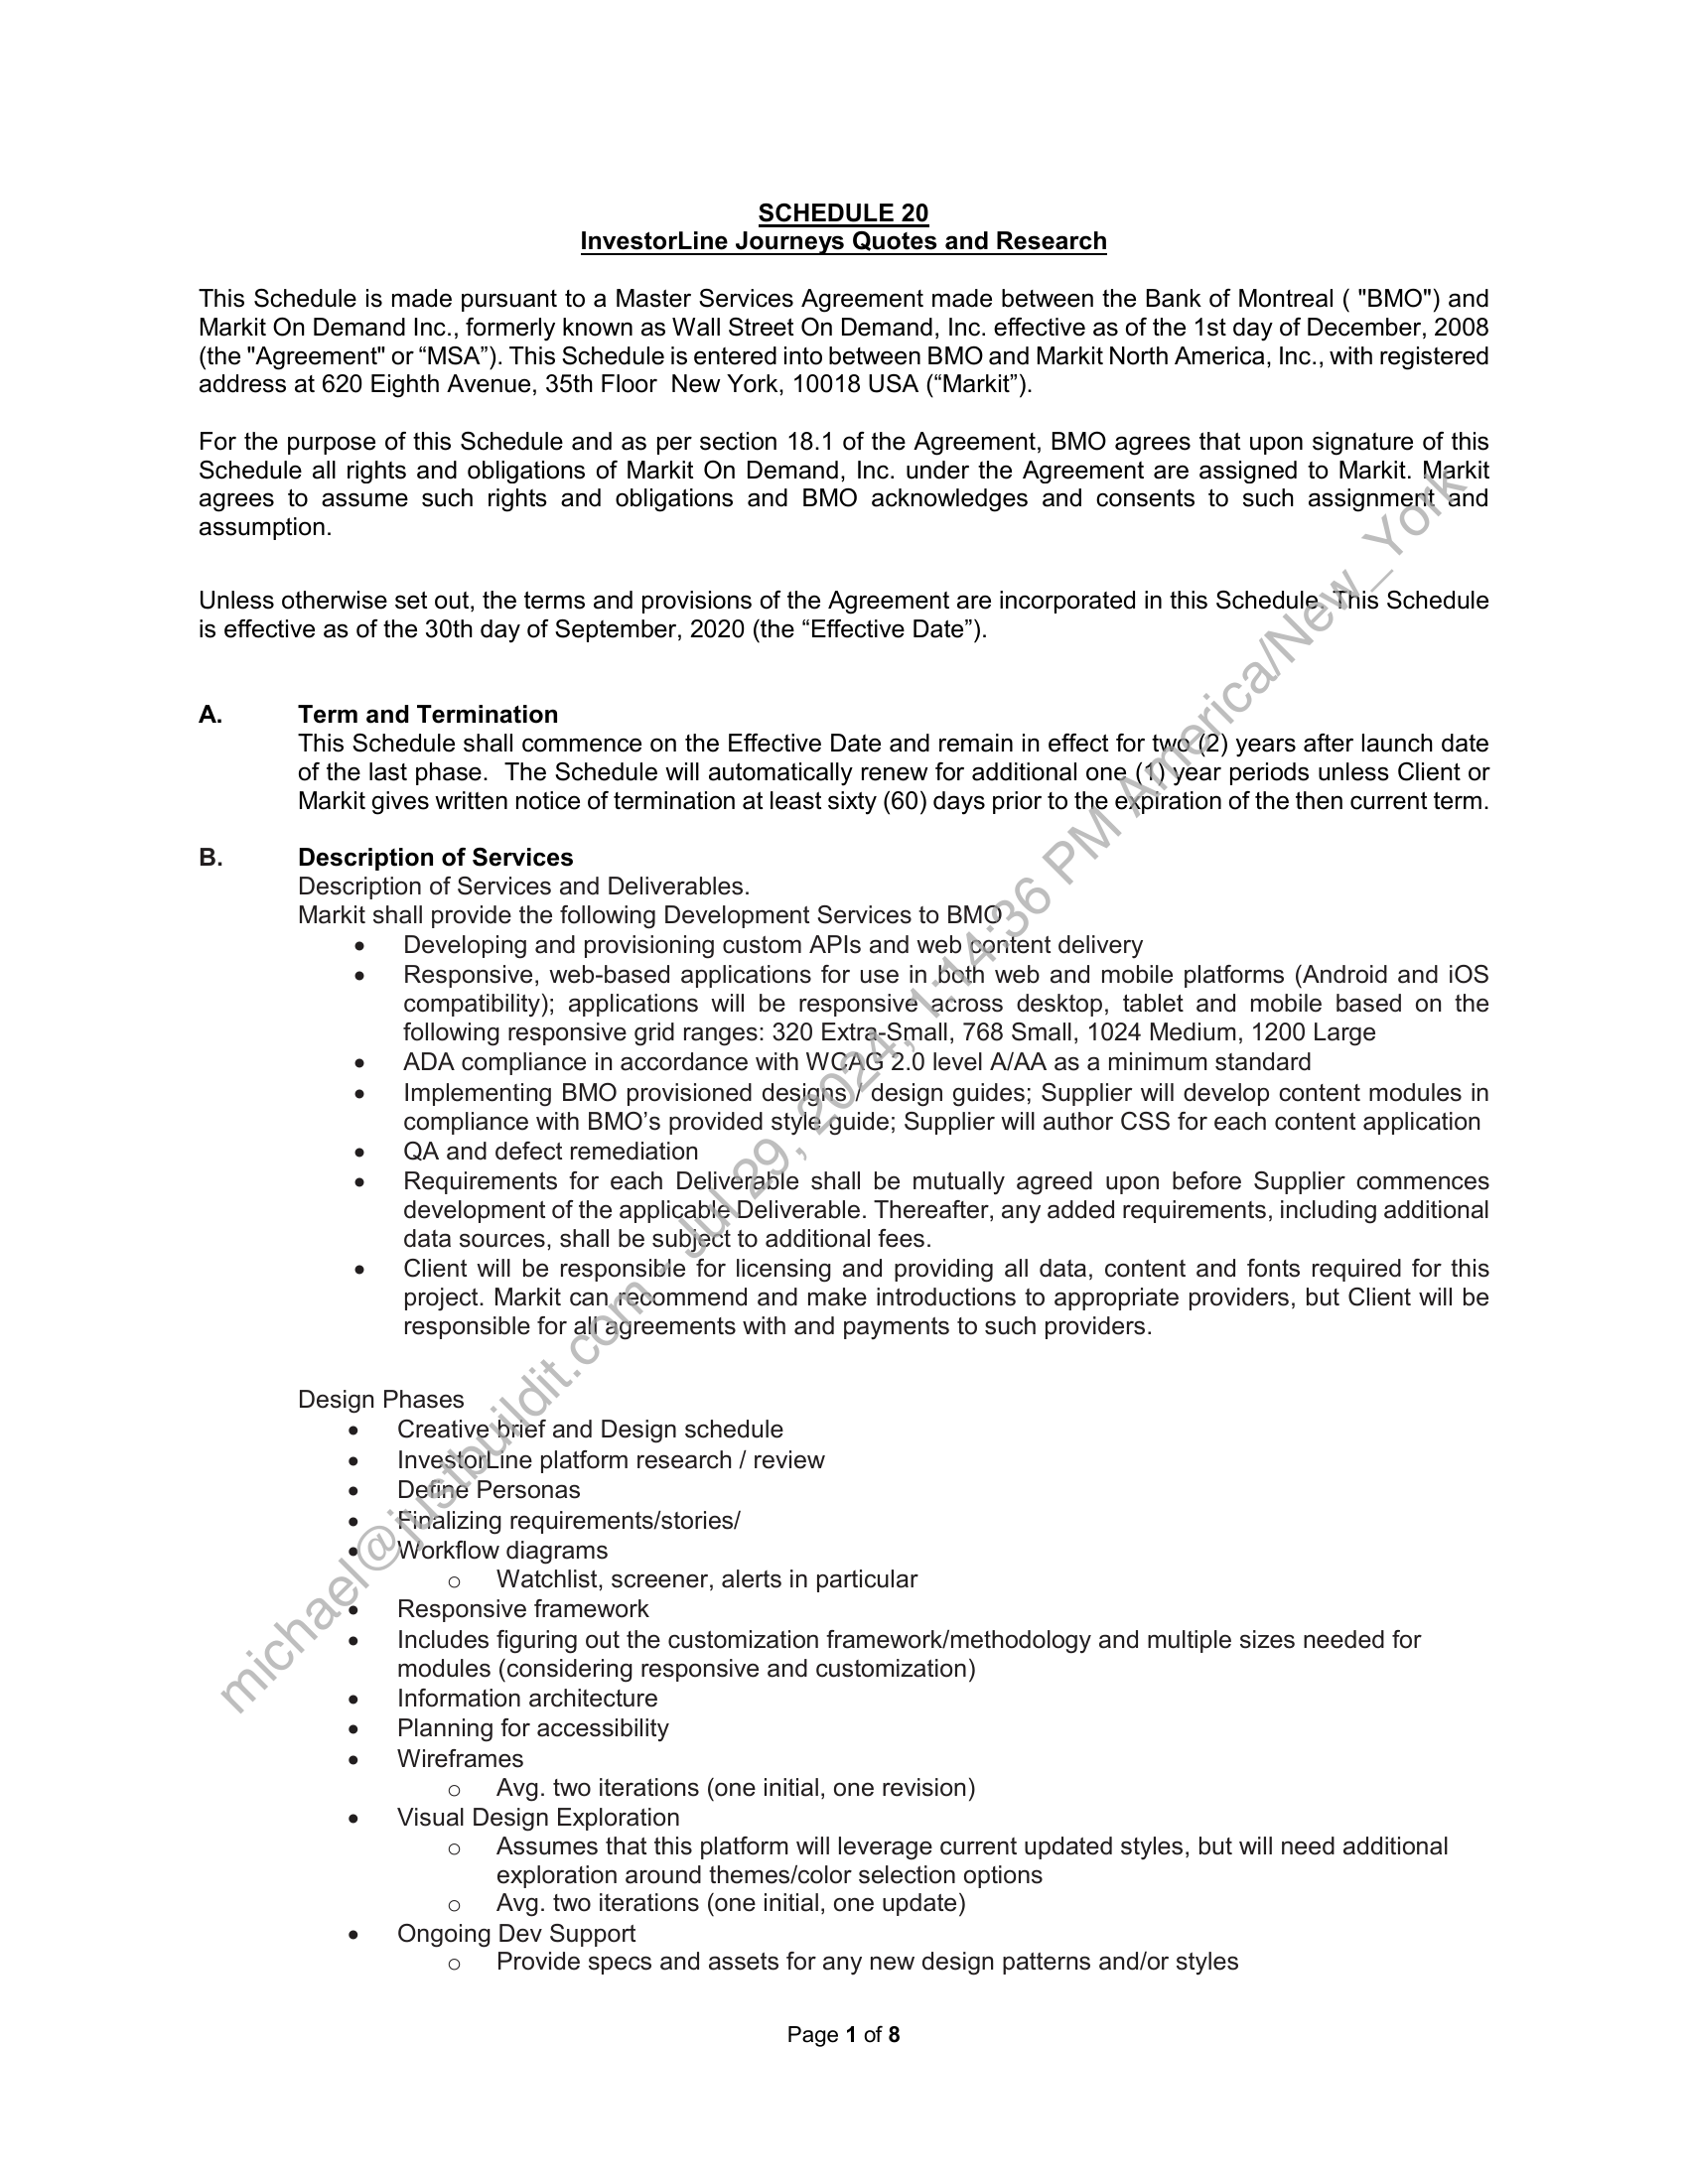 SCHEDULE 20
InvestorLine Journeys Quotes and Research
This Schedule is made pursuant to a Master Services Agreement made between the Bank of Montreal ( "BMO") and
Markit On Demand Inc., formerly known as Wall Street On Demand, Inc. effective as of the 1st day of December, 2008
(the "Agreement" or “MSA”). This Schedule is entered into between BMO and Markit North America, Inc., with registered
address at 620 Eighth Avenue, 35th Floor  New York, 10018 USA (“Markit”).
For the purpose of this Schedule and as per section 18.1 of the Agreement, BMO agrees that upon signature of this
Schedule all rights and obligations of Markit On Demand, Inc. under the Agreement are assigned to Markit. Markit
agrees to assume such rights and obligations and BMO acknowledges and consents to such assignment and
assumption.
Unless otherwise set out, the terms and provisions of the Agreement are incorporated in this Schedule. This Schedule
is effective as of the 30th day of September, 2020 (the “Effective Date”).
A. Term and Termination
This Schedule shall commence on the Effective Date and remain in effect for two (2) years after launch date
of the last phase.  The Schedule will automatically renew for additional one (1) year periods unless Client or
Markit gives written notice of termination at least sixty (60) days prior to the expiration of the then current term.
B. Description of Services
Description of Services and Deliverables.
Markit shall provide the following Development Services to BMO
• Developing and provisioning custom APIs and web content delivery
• Responsive, web-based applications for use in both web and mobile platforms (Android and iOS
compatibility); applications will be responsive across desktop, tablet and mobile based on the
following responsive grid ranges: 320 Extra-Small, 768 Small, 1024 Medium, 1200 Large
• ADA compliance in accordance with WCAG 2.0 level A/AA as a minimum standard
• Implementing BMO provisioned designs / design guides; Supplier will develop content modules in
compliance with BMO’s provided style guide; Supplier will author CSS for each content application
• QA and defect remediation
• Requirements for each Deliverable shall be mutually agreed upon before Supplier commences
development of the applicable Deliverable. Thereafter, any added requirements, including additional
data sources, shall be subject to additional fees.
• Client will be responsible for licensing and providing all data, content and fonts required for this
project. Markit can recommend and make introductions to appropriate providers, but Client will be
responsible for all agreements with and payments to such providers.
Design Phases
• Creative brief and Design schedule
• InvestorLine platform research / review
• Define Personas
• Finalizing requirements/stories/
• Workflow diagrams
o Watchlist, screener, alerts in particular
• Responsive framework
• Includes figuring out the customization framework/methodology and multiple sizes needed for
modules (considering responsive and customization)
• Information architecture
• Planning for accessibility
• Wireframes
o Avg. two iterations (one initial, one revision)
• Visual Design Exploration
o Assumes that this platform will leverage current updated styles, but will need additional
exploration around themes/color selection options
o Avg. two iterations (one initial, one update)
• Ongoing Dev Support
o Provide specs and assets for any new design patterns and/or styles
Page 1 of 8
michael@justbuildit.com - Jul 29, 2024, 1:14:36 PM America/New_York